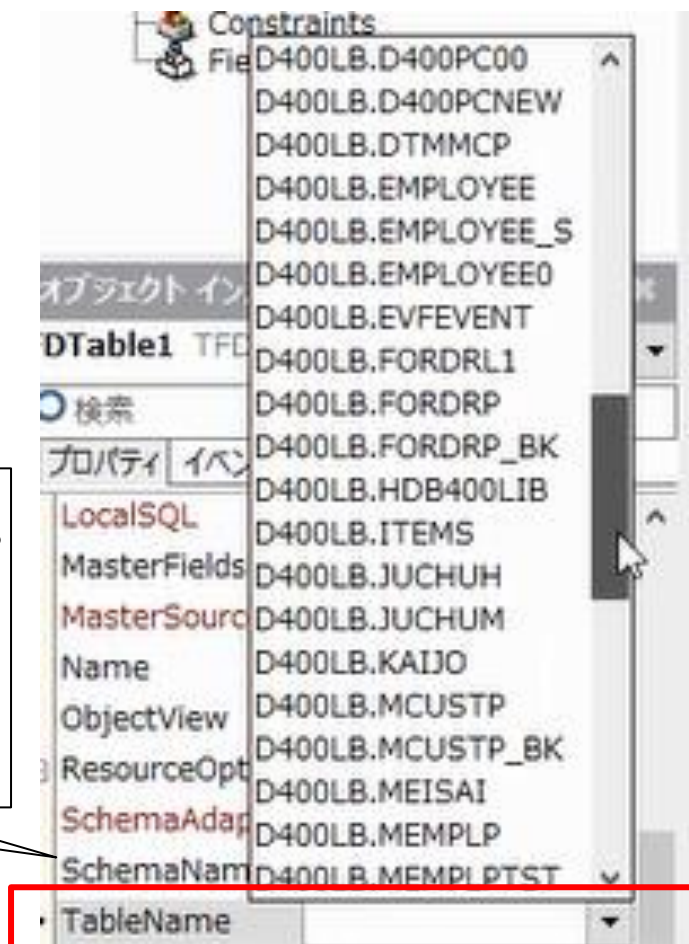 Constraints
Fie
D400LB.D400PC00
D400LB.D400PCNEW
D400LB.DTMMCP
D400LB.EMPLOYEE
D400LB.EMPLOYEE_S
D400LB.EMPLOYEE0
D400LB.EVFEVENT
D400LB.FORDRL1
D400LB.FORDRP
D400LB.FORDRP_BK
D400LB.HDB400LIB
D400LB.ITEMS
D400LB.JUCHUH
D400LB.JUCHUM
D400LB.KAIJO
D400LB.MCUSTP
D400LB.MCUSTP_BK
D400LB.MEISAI
D400LB.MEMPLP
D400LB.MEMPLPTST
オブジェクト イン
DTable1 TFD
検索
プロパティ イベン
LocalSQL
MasterFields
MasterSourc
Name
ObjectView
ResourceOpt
SchemaAdap
SchemaNam
TableName